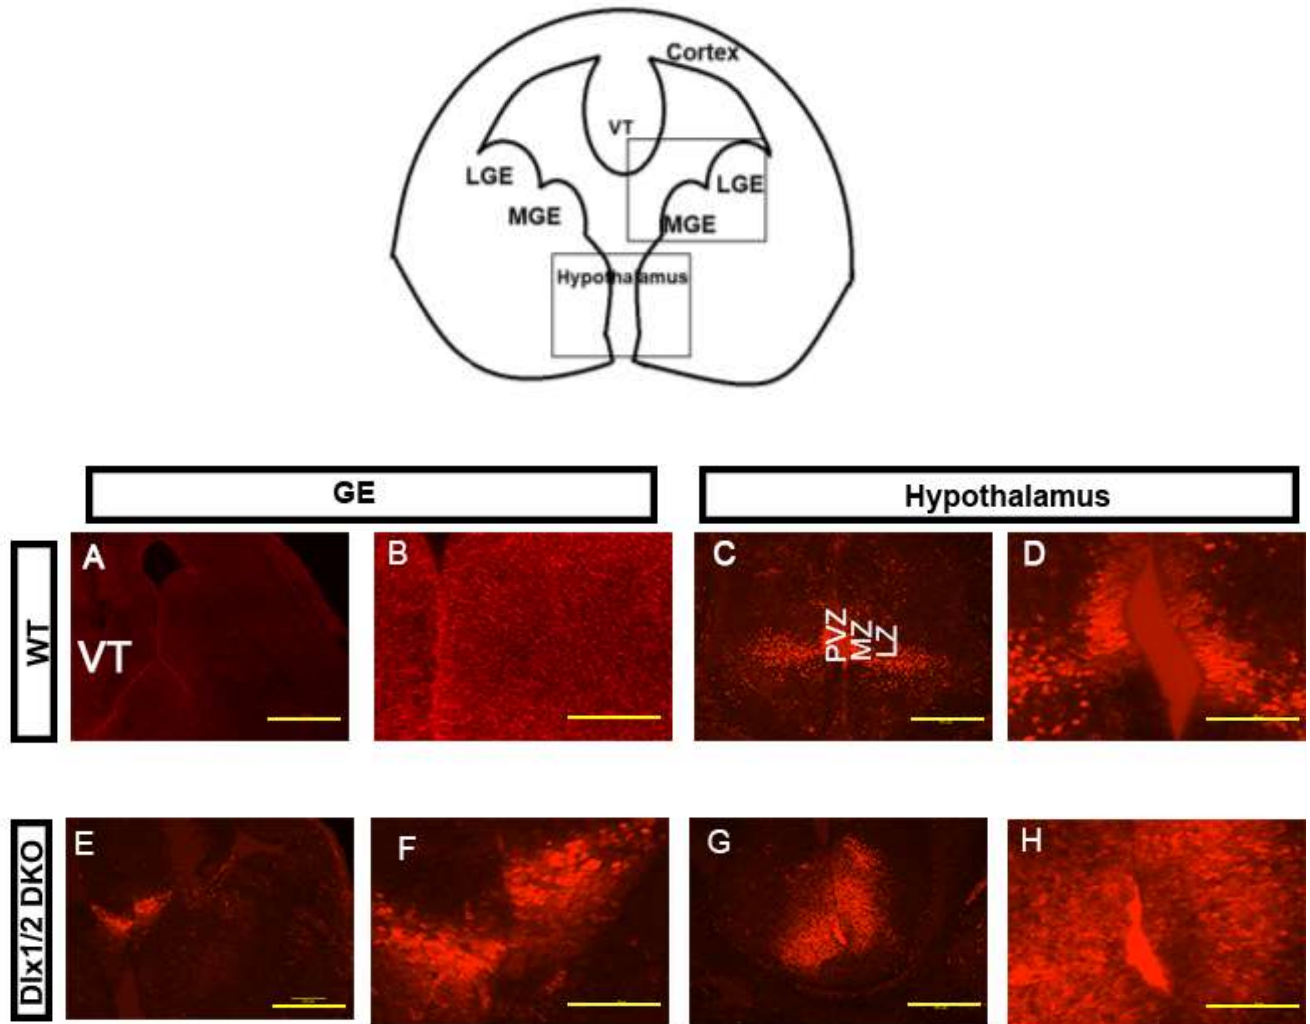 Cortex
VT
LGE
LGE
MGE
MGE
Hypothalamus
GE
Hypothalamus
WT
A
VT
B
C
PVZ
MZ
LZ
D
Dlx1/2 DKO
E
F
G
H